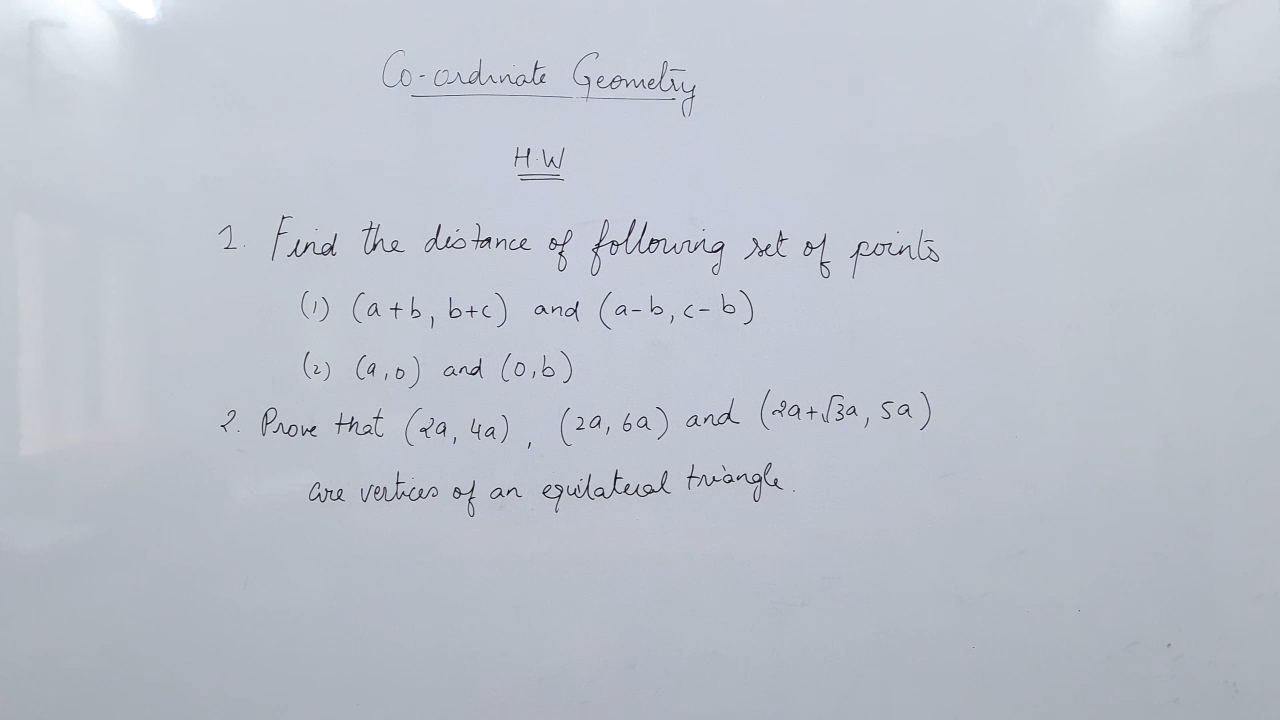 Co-ordinate Geometry
H.W
1. Find the distance of following set of points
(1) (a+b, b+c) and (a-b, c-b)
(2) (a,0) and (0,b)
2. Prove that (2a, 4a), (2a, 6a) and (2a+√3a, 5a)
are vertices of an equilateral triangle.